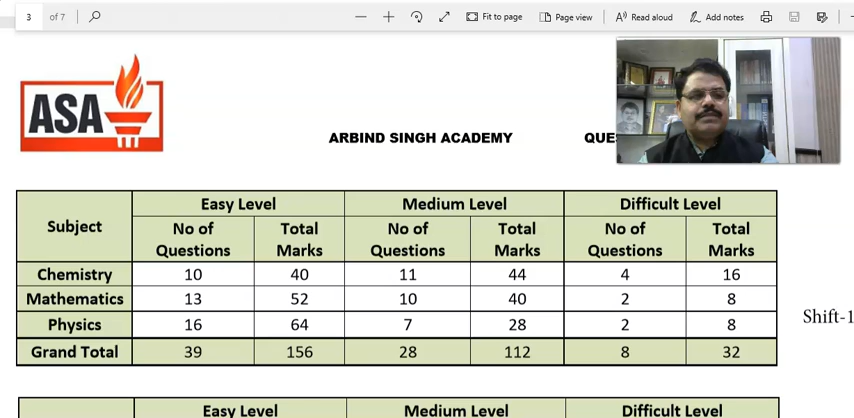 3 of 7 Fit to page Page view Read aloud Add notes
ASA
ARBIND SINGH ACADEMY QUES
Subject Easy Level Medium Level Difficult Level
No of Questions Total Marks No of Questions Total Marks No of Questions Total Marks
Chemistry 10 40 11 44 4 16
Mathematics 13 52 10 40 2 8
Physics 16 64 7 28 2 8
Shift-1
Grand Total 39 156 28 112 8 32
Easy Level Medium Level Difficult Level